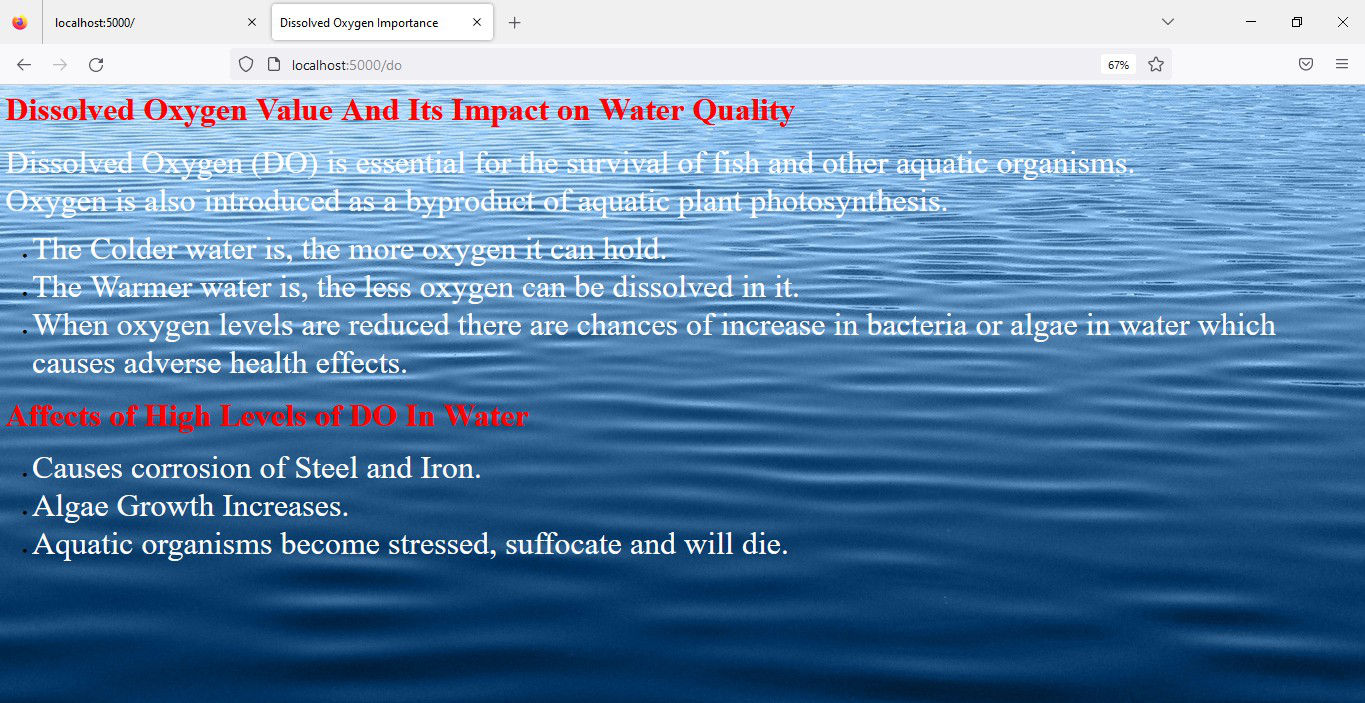 localhost:5000/
Dissolved Oxygen Importance
localhost:5000/do
67%
Dissolved Oxygen Value And Its Impact on Water Quality
Dissolved Oxygen (DO) is essential for the survival of fish and other aquatic organisms.
Oxygen is also introduced as a byproduct of aquatic plant photosynthesis.
The Colder water is, the more oxygen it can hold.
The Warmer water is, the less oxygen can be dissolved in it.
When oxygen levels are reduced there are chances of increase in bacteria or algae in water which
causes adverse health effects.
Affects of High Levels of DO In Water
Causes corrosion of Steel and Iron.
Algae Growth Increases.
Aquatic organisms become stressed, suffocate and will die.